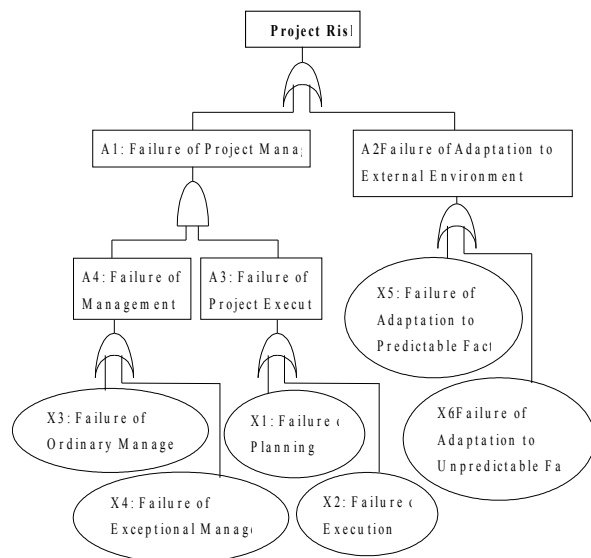 Project Ris
A1: Failure of Project Mana
A2Failure of Adaptation to
External Environment
A4: Failure of
Management
A3: Failure of
Project Execut
X5: Failure of
Adaptation to
Predictable Fact
X3: Failure of
Ordinary Manage
X1: Failure
Planning
X6Failure of
Adaptation to
Unpredictable Fa
X4: Failure of
Exceptional Manag
X2: Failure
Execution